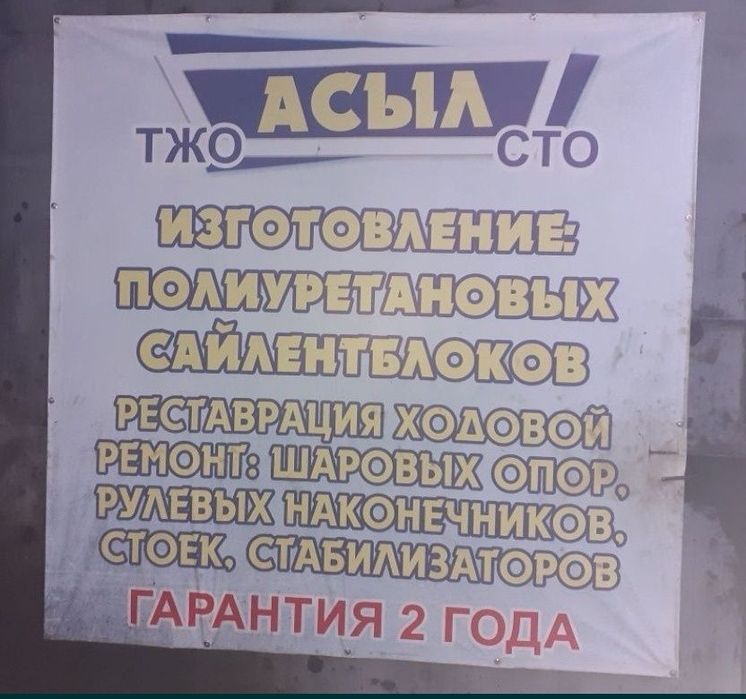 АСЫЛ
ТЖО СТО
ИЗГОТОВЛЕНИЕ:
ПОЛИУРЕТАНОВЫХ
САЙЛЕНТБЛОКОВ
РЕСТАВРАЦИЯ ХОДОВОЙ
РЕМОНТ: ШАРОВЫХ ОПОР,
РУЛЕВЫХ НАКОНЕЧНИКОВ,
СТОЕК, СТАБИЛИЗАТОРОВ
ГАРАНТИЯ 2 ГОДА